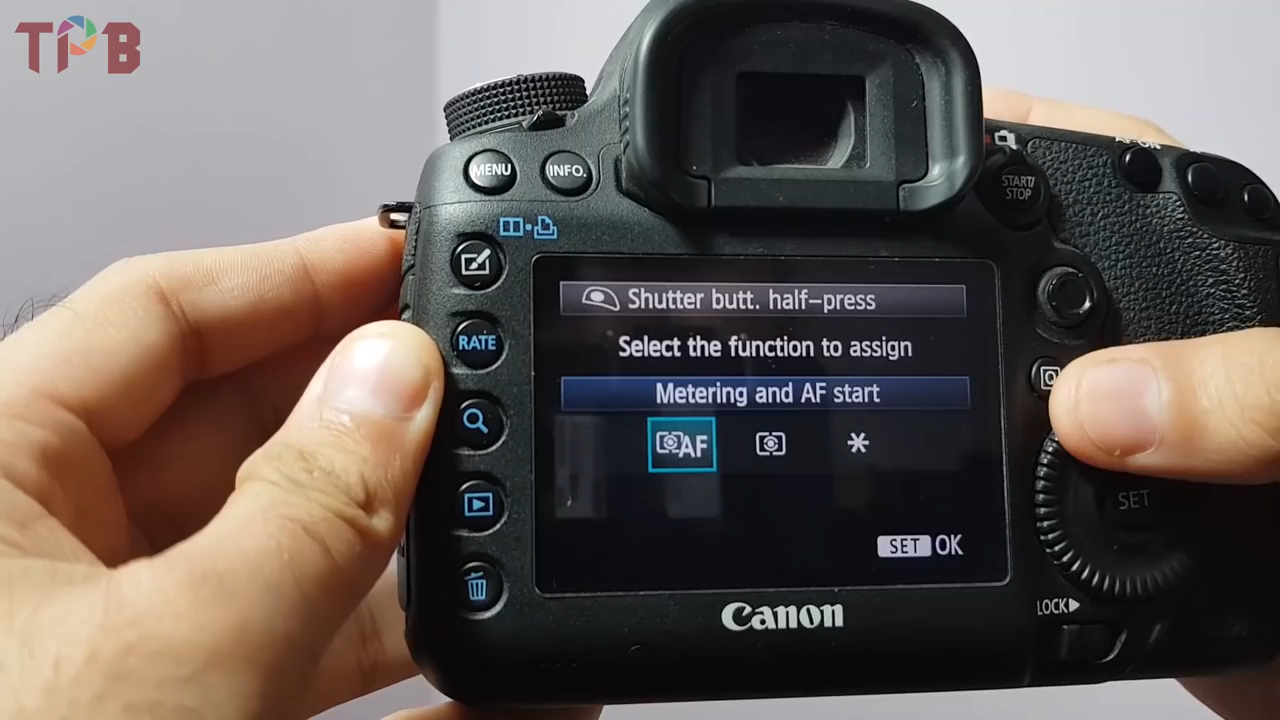 TPB
MENU
INFO.
START/
STOP
RATE
Shutter butt. half-press
Select the function to assign
Metering and AF start
AF
Q
SET
SET OK
LOCK
Canon